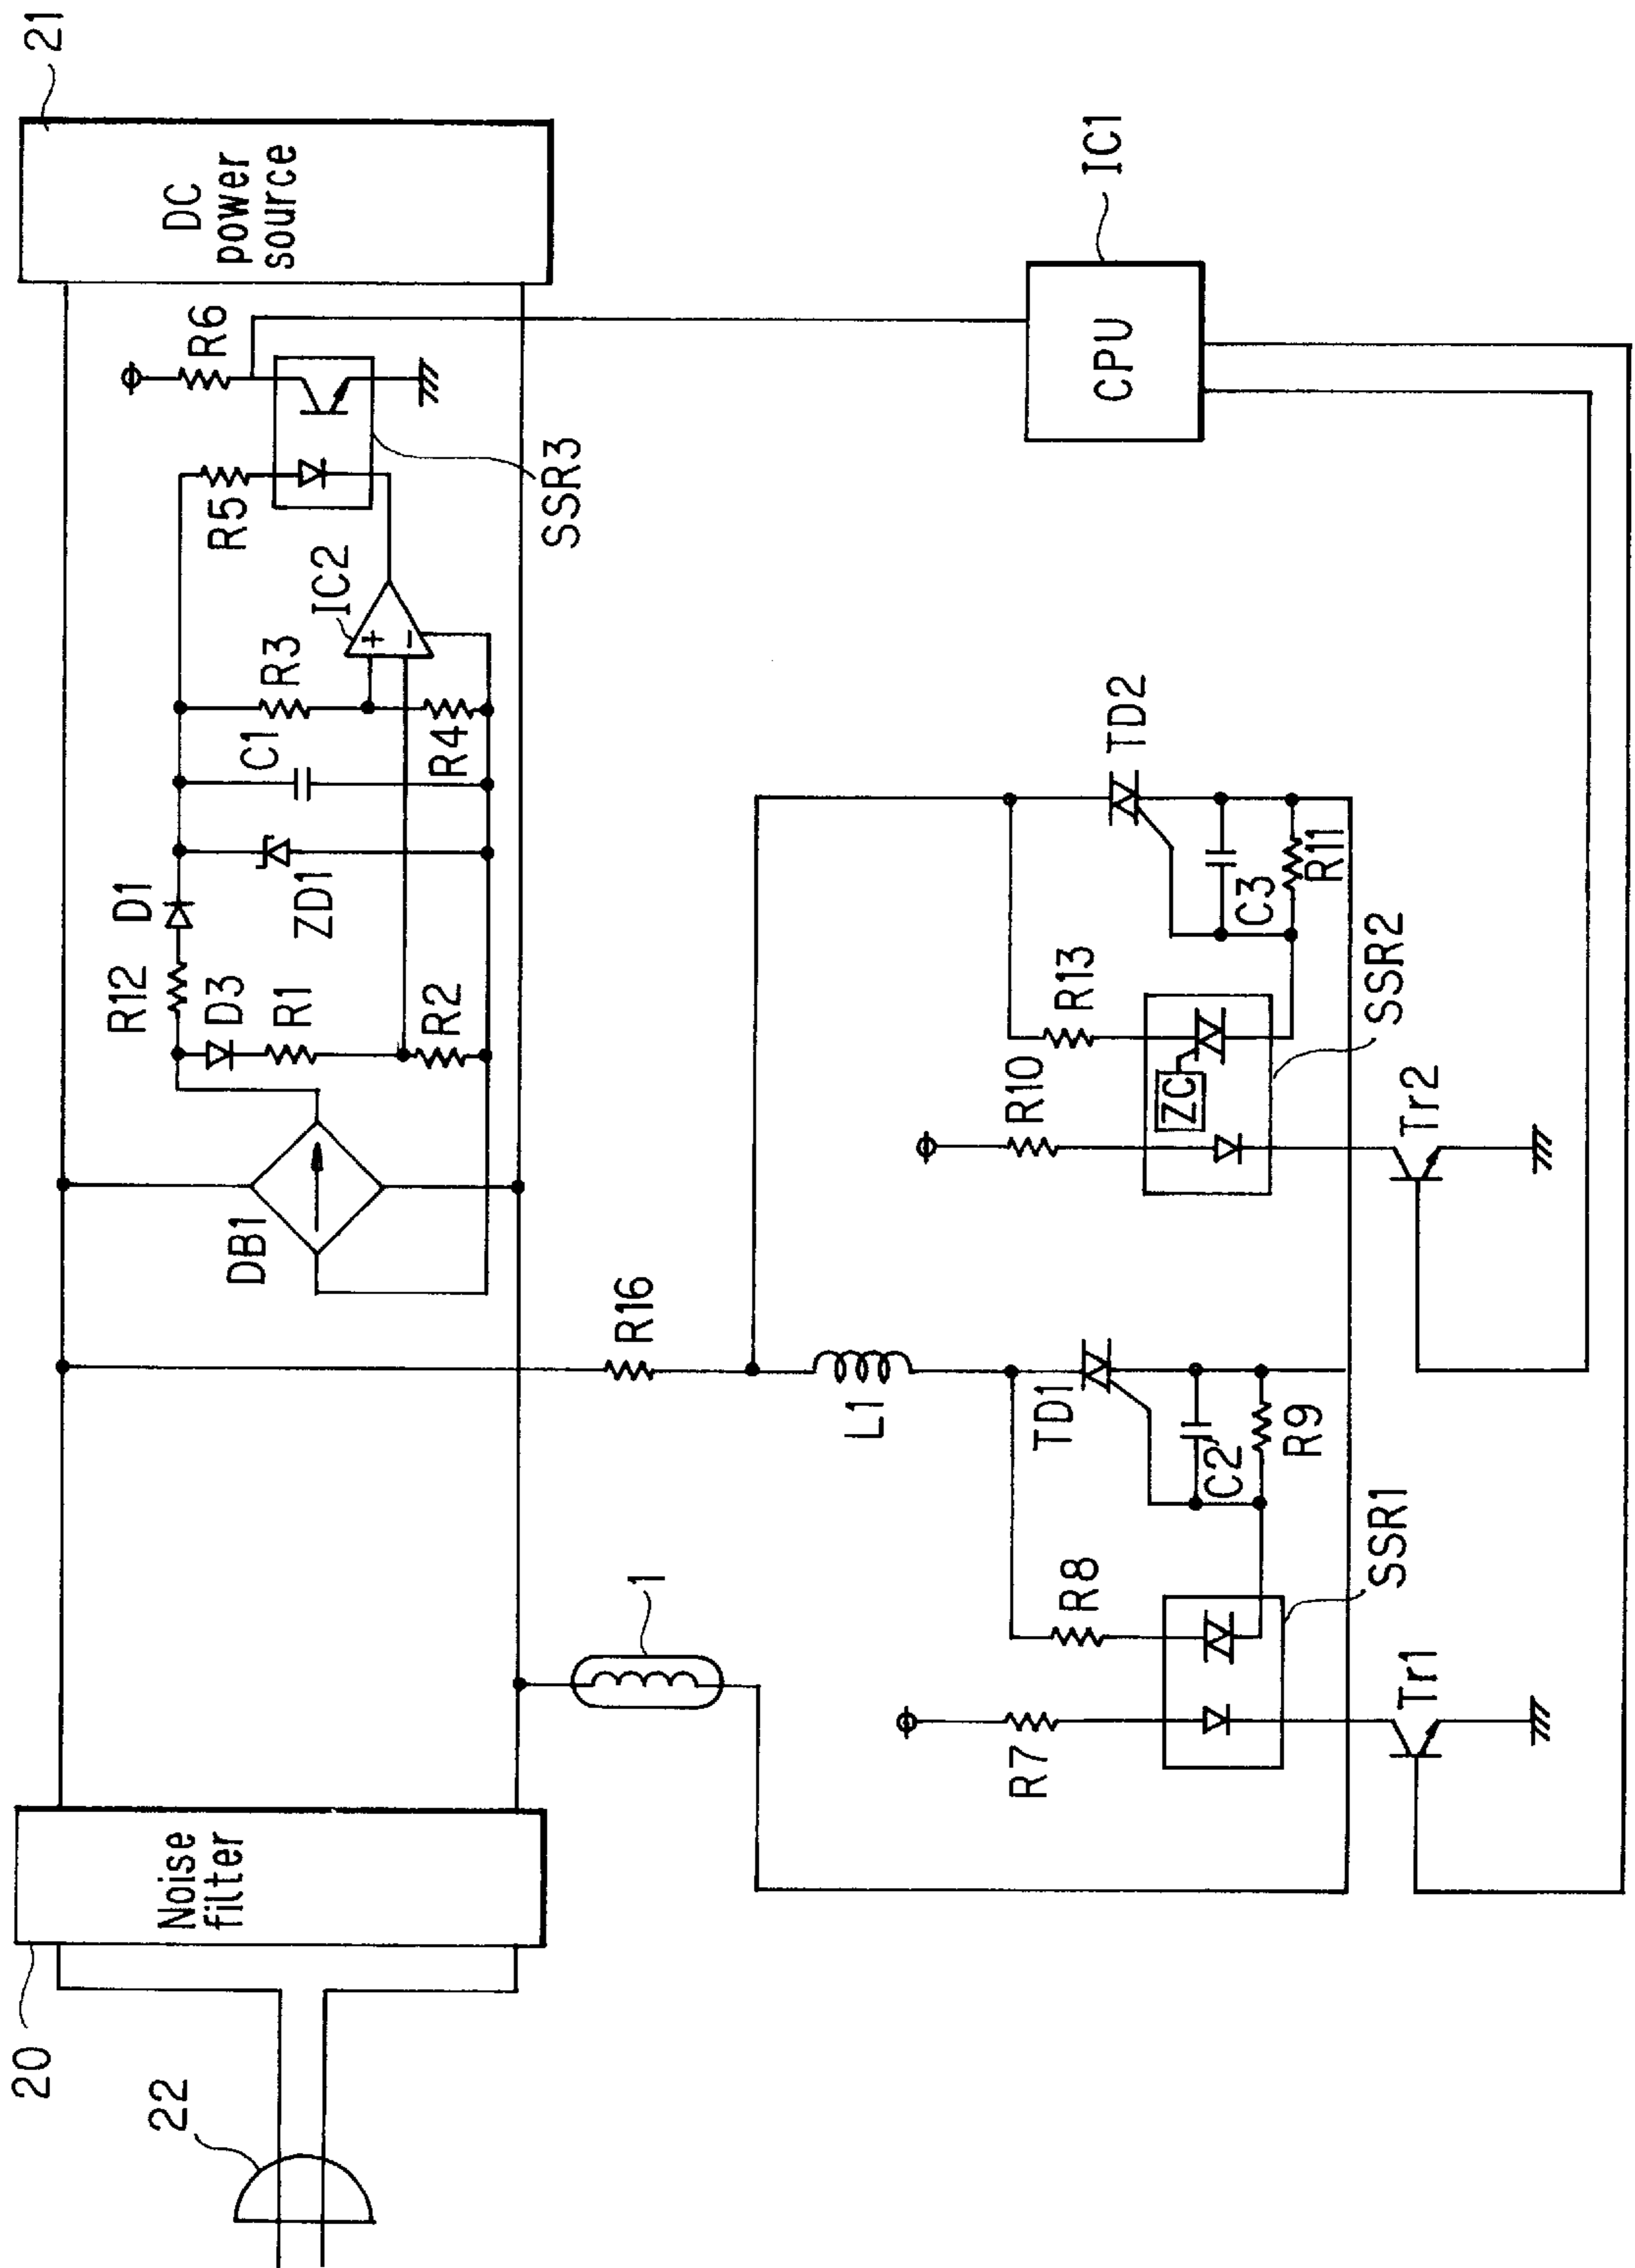 21
DC
power
source
R6
R5
SSR3
IC2
R3
C1
R4
D1
ZD1
R12
D3
R1
R2
DB1
IC1
CPU
TD2
C3
R11
R13
SSR2
R10
ZC
Tr2
R16
L1
TD1
C2
R9
R8
SSR1
1
R7
Tr1
Noise
filter
20
22
+
-